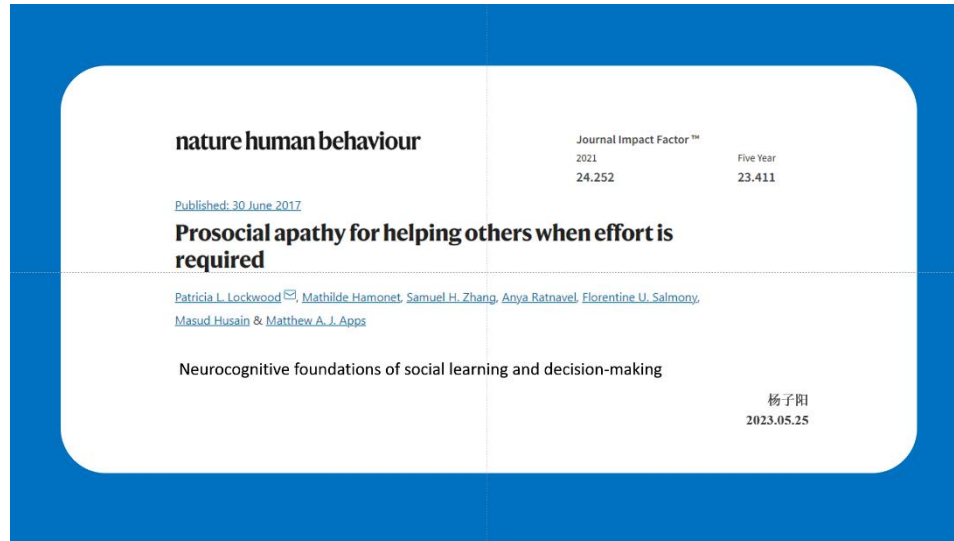 nature human behaviour
Journal Impact Factor ™
2021 Five Year
24.252 23.411
Published: 30 June 2017
Prosocial apathy for helping others when effort is
required
Patricia L. Lockwood, Mathilde Hamonet, Samuel H. Zhang, Anya Ratnavel, Florentine U. Salmony,
Masud Husain & Matthew A. J. Apps
Neurocognitive foundations of social learning and decision-making
杨子阳
2023.05.25